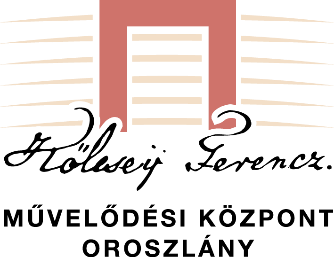 Kölcsey Ferencz.
MŰVELŐDÉSI KÖZPONT
OROSZLÁNY